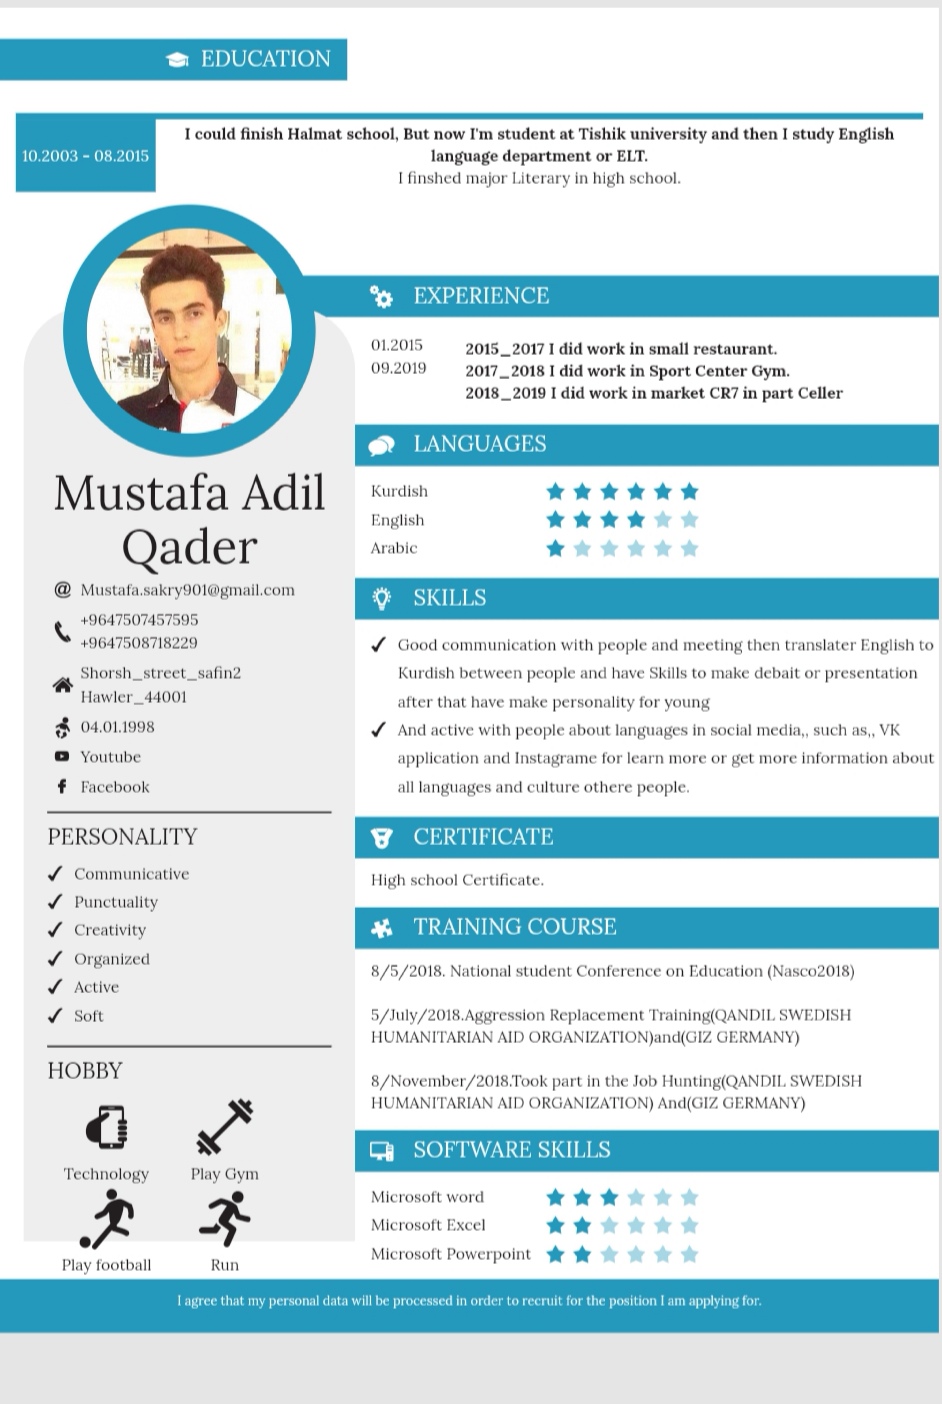 EDUCATION
10.2003 - 08.2015
I could finish Halmat school, But now I'm student at Tishik university and then I study English
language department or ELT.
I finshed major Literary in high school.
Mustafa Adil
Qader
@ Mustafa.sakry901@gmail.com
+9647507457595
+9647508718229
Shorsh_street_safin2
Hawler_44001
04.01.1998
Youtube
f Facebook
PERSONALITY
Communicative
Punctuality
Creativity
Organized
Active
Soft
HOBBY
Technology
Play Gym
Play football
Run
EXPERIENCE
01.2015
09.2019
2015_2017 I did work in small restaurant.
2017_2018 I did work in Sport Center Gym.
2018_2019 I did work in market CR7 in part Celler
LANGUAGES
Kurdish
English
Arabic
SKILLS
Good communication with people and meeting then translater English to
Kurdish between people and have Skills to make debait or presentation
after that have make personality for young
And active with people about languages in social media,, such as,, VK
application and Instagrame for learn more or get more information about
all languages and culture othere people.
CERTIFICATE
High school Certificate.
TRAINING COURSE
8/5/2018. National student Conference on Education (Nasco2018)
5/July/2018.Aggression Replacement Training(QANDIL SWEDISH
HUMANITARIAN AID ORGANIZATION)and(GIZ GERMANY)
8/November/2018.Took part in the Job Hunting(QANDIL SWEDISH
HUMANITARIAN AID ORGANIZATION) And(GIZ GERMANY)
SOFTWARE SKILLS
Microsoft word
Microsoft Excel
Microsoft Powerpoint
I agree that my personal data will be processed in order to recruit for the position I am applying for.